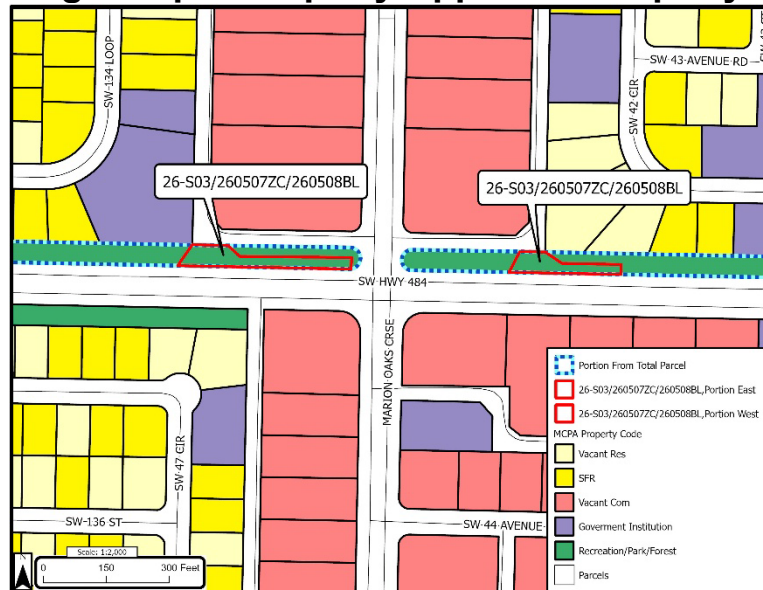 SW 134 LOOP
SW 43 AVENUE RD
SW 42 CIR
26-S03/260507ZC/260508BL
26-S03/260507ZC/260508BL
SW HWY 484
MARION OAKS CRSE
SW 47 CIR
SW 136 ST
SW 44 AVENUE
Portion From Total Parcel
26-S03/260507ZC/260508BL,Portion East
26-S03/260507ZC/260508BL,Portion West
MCPA Property Code
Vacant Res
SFR
Vacant Com
Goverment Institution
Recreation/Park/Forest
Parcels
Scale: 1:2,000
0 150 300 Feet